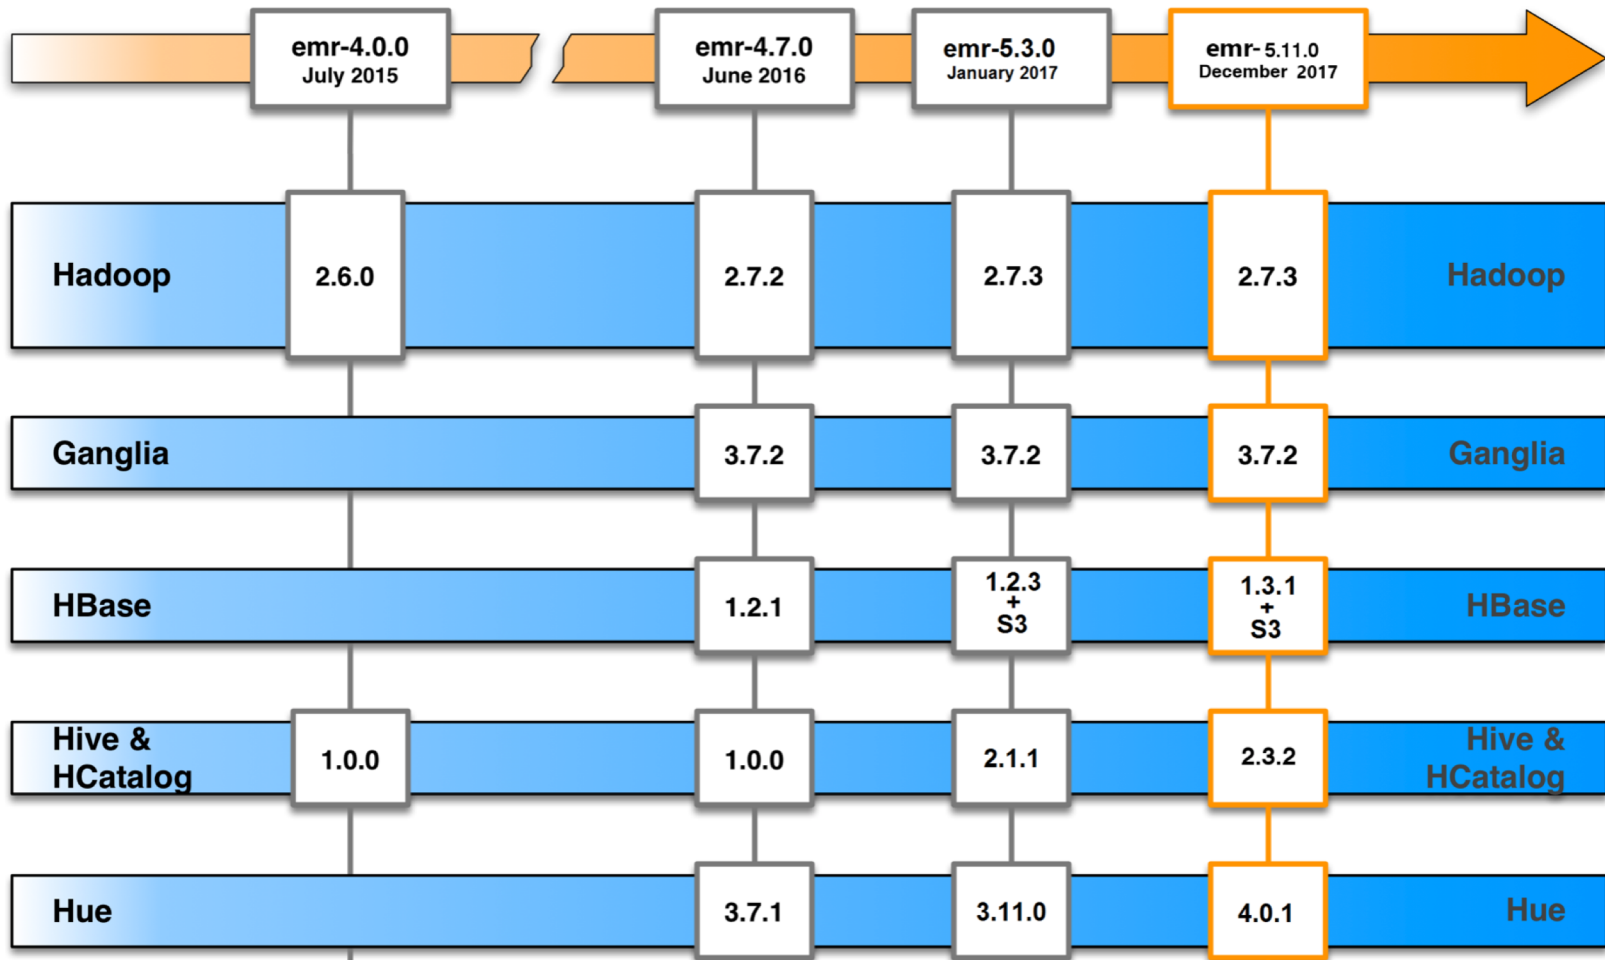 emr-4.0.0
July 2015
emr-4.7.0
June 2016
emr-5.3.0
January 2017
emr-5.11.0
December 2017
Hadoop
2.6.0
2.7.2
2.7.3
2.7.3
Hadoop
Ganglia
3.7.2
3.7.2
3.7.2
Ganglia
HBase
1.2.1
1.2.3
+
S3
1.3.1
+
S3
HBase
Hive &
HCatalog
1.0.0
1.0.0
2.1.1
2.3.2
Hive &
HCatalog
Hue
3.7.1
3.11.0
4.0.1
Hue